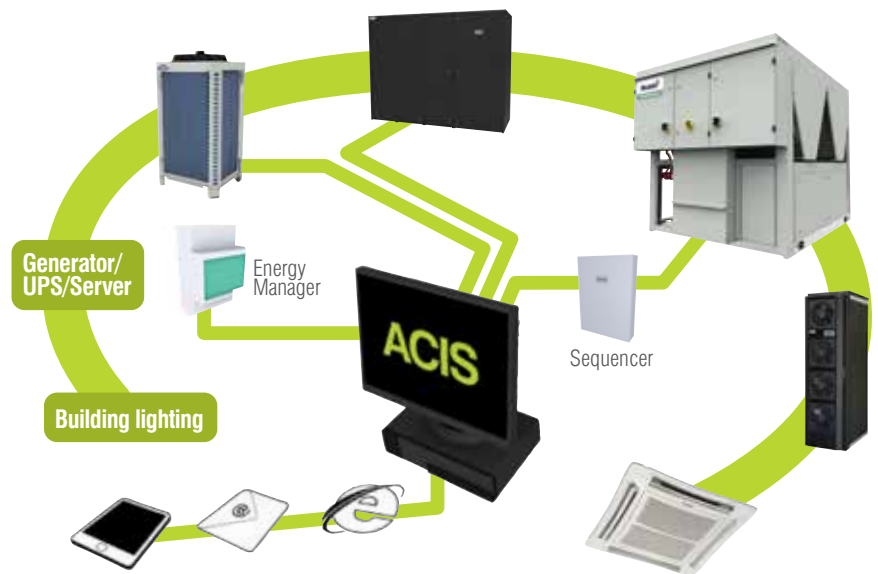 Generator/
UPS/Server
Energy
Manager
ACIS
Sequencer
Building lighting
@